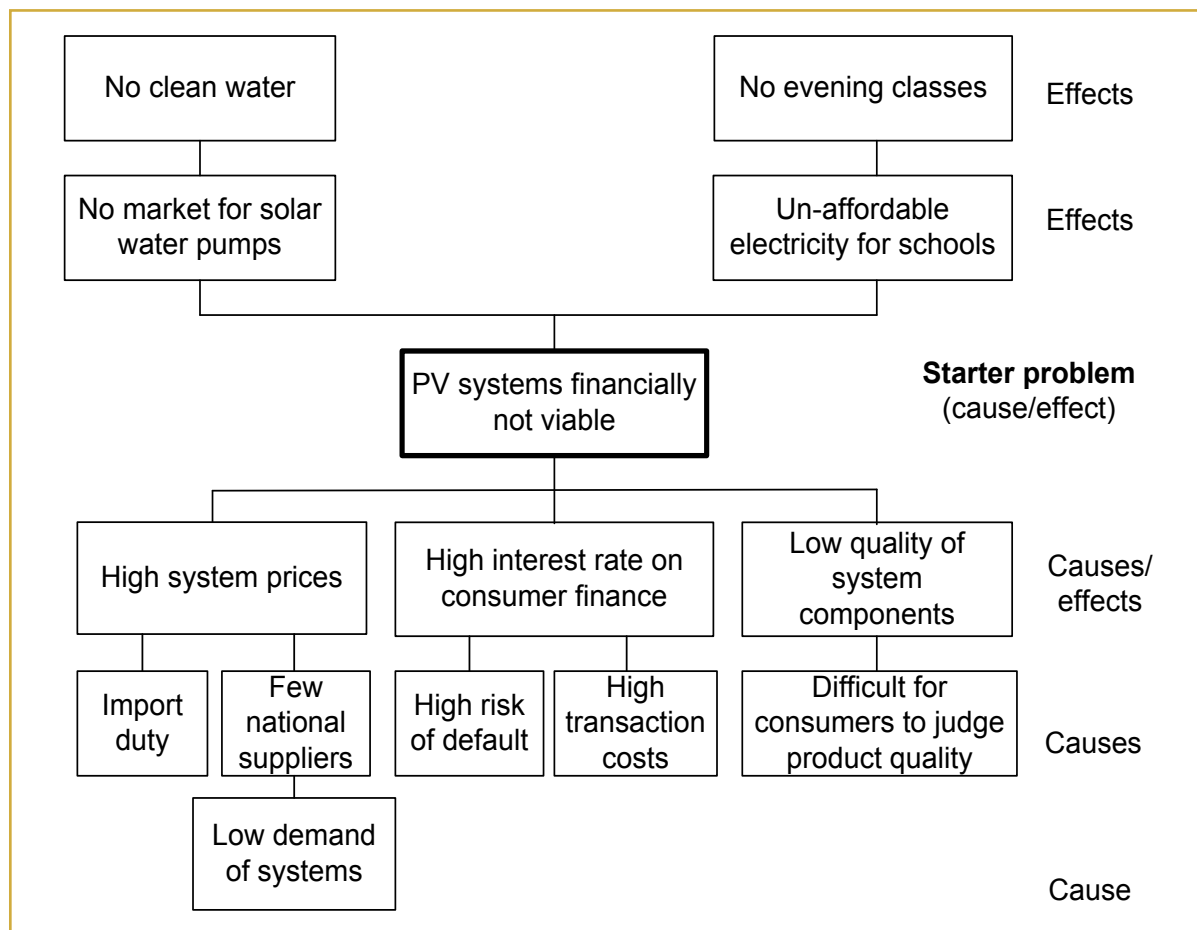 No clean water
No evening classes
Effects
No market for solar
water pumps
Un-affordable
electricity for schools
Effects
PV systems financially
not viable
Starter problem
(cause/effect)
High system prices
High interest rate on
consumer finance
Low quality of
system
components
Causes/
effects
Import
duty
Few
national
suppliers
High risk
of default
High
transaction
costs
Difficult for
consumers to judge
product quality
Causes
Low demand
of systems
Cause